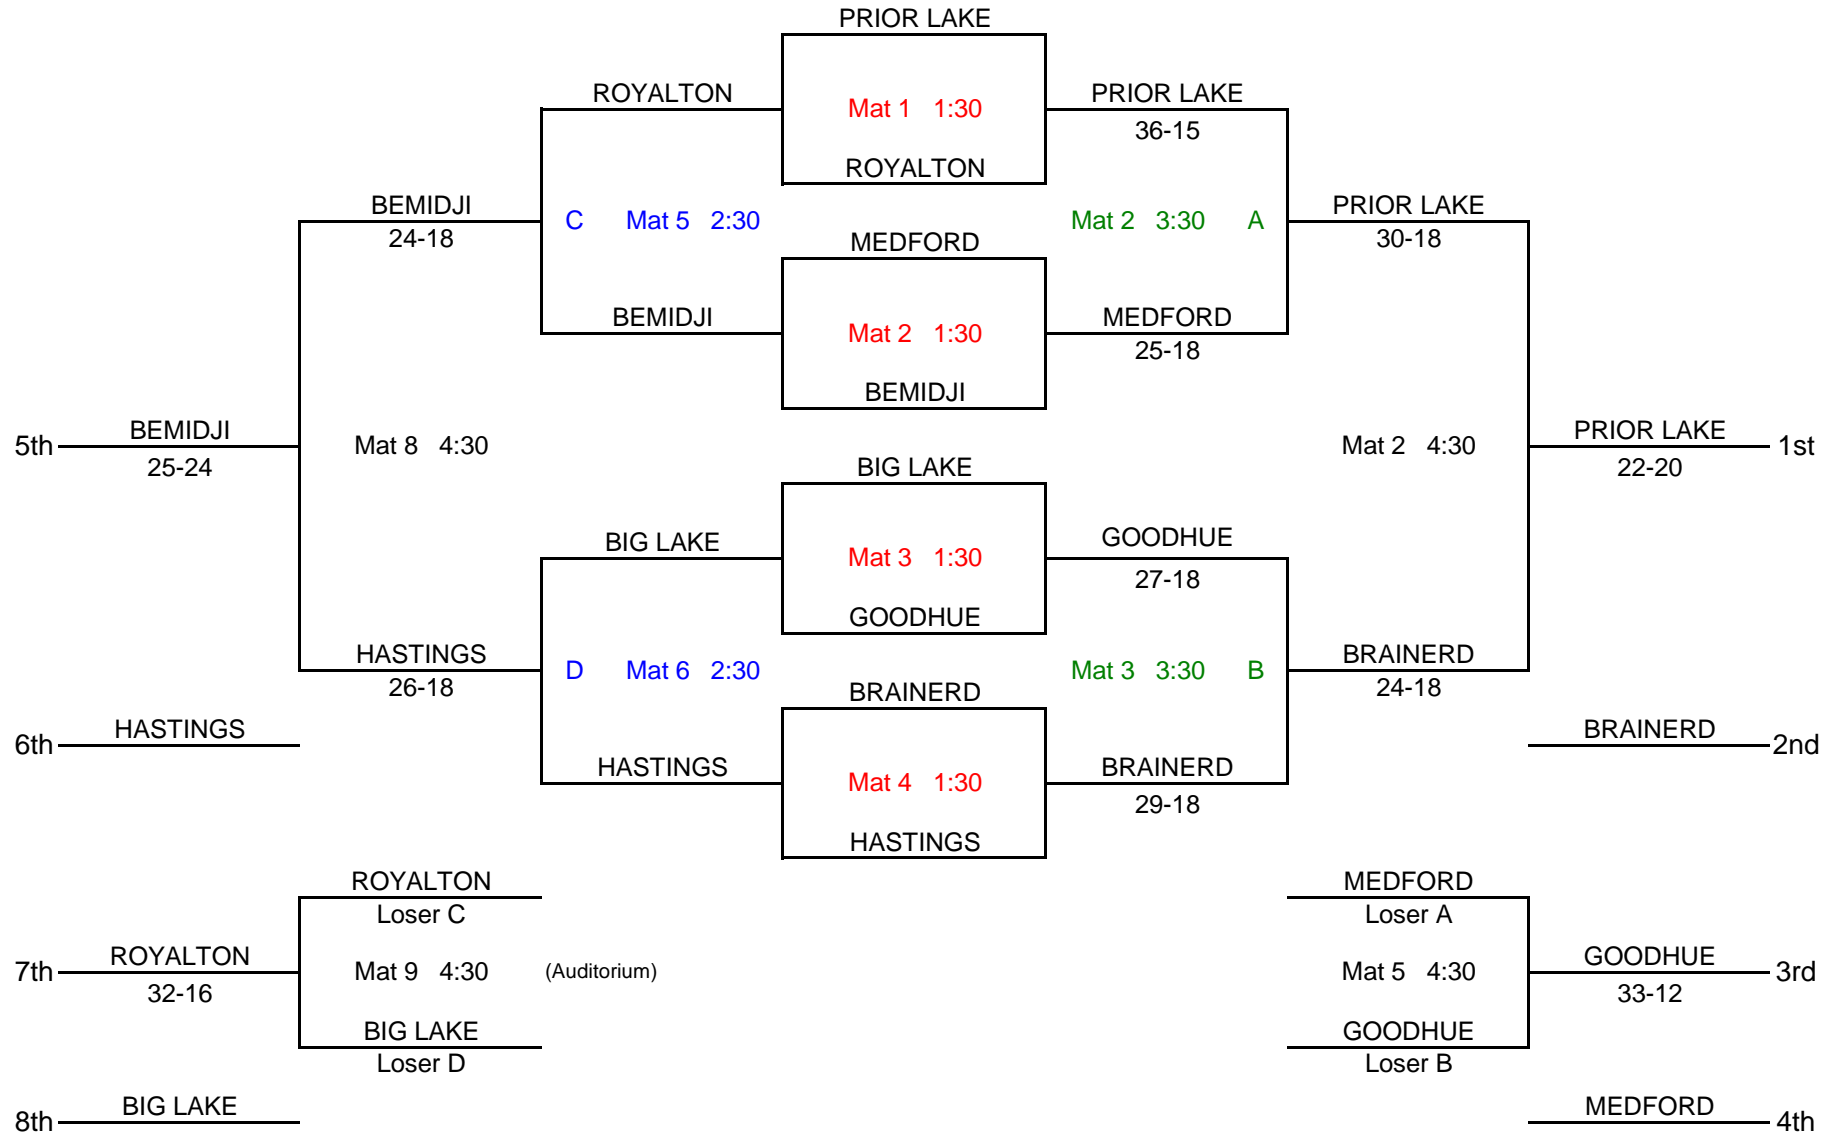 PRIOR LAKE
ROYALTON
Mat 1 1:30
PRIOR LAKE
36-15
ROYALTON
BEMIDJI
24-18
C Mat 5 2:30
Mat 2 3:30 A
PRIOR LAKE
30-18
MEDFORD
BEMIDJI
Mat 2 1:30
MEDFORD
25-18
BEMIDJI
5th
BEMIDJI
25-24
Mat 8 4:30
Mat 2 4:30
PRIOR LAKE
22-20
1st
BIG LAKE
BIG LAKE
Mat 3 1:30
GOODHUE
27-18
GOODHUE
HASTINGS
26-18
D Mat 6 2:30
Mat 3 3:30 B
BRAINERD
24-18
BRAINERD
6th
HASTINGS
BRAINERD
2nd
HASTINGS
Mat 4 1:30
BRAINERD
29-18
HASTINGS
ROYALTON
Loser C
MEDFORD
Loser A
7th
ROYALTON
32-16
Mat 9 4:30
(Auditorium)
Mat 5 4:30
GOODHUE
33-12
3rd
BIG LAKE
Loser D
GOODHUE
Loser B
8th
BIG LAKE
MEDFORD
4th